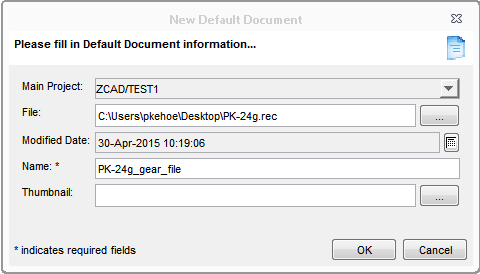 New Default Document
Please fill in Default Document information...
Main Project: ZCAD/TEST1
File: C:\Users\pkehoe\Desktop\PK-24g.rec ...
Modified Date: 30-Apr-2015 10:19:06
Name: * PK-24g_gear_file
Thumbnail: ...
* indicates required fields OK Cancel